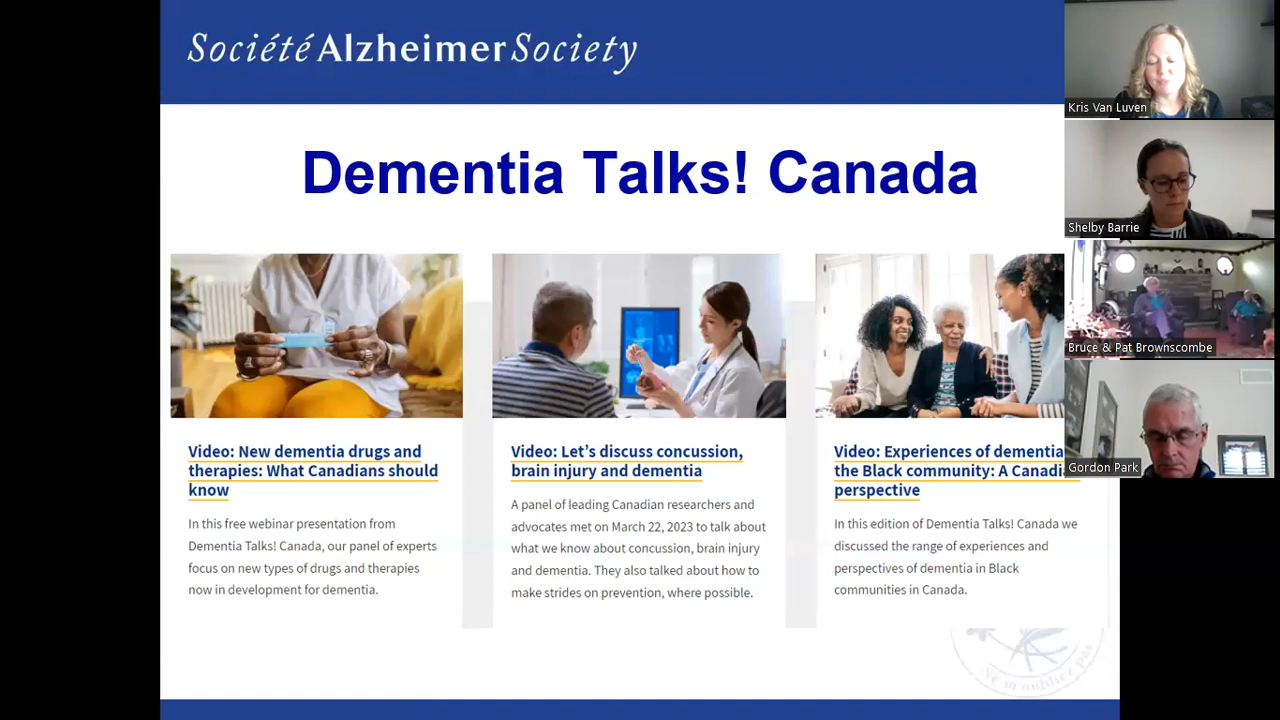 Société Alzheimer Society
Dementia Talks! Canada
Video: New dementia drugs and
therapies: What Canadians should
know
In this free webinar presentation from
Dementia Talks! Canada, our panel of experts
focus on new types of drugs and therapies
now in development for dementia.
Video: Let’s discuss concussion,
brain injury and dementia
A panel of leading Canadian researchers and
advocates met on March 22, 2023 to talk about
what we know about concussion, brain injury
and dementia. They also talked about how to
make strides on prevention, where possible.
Video: Experiences of dementia
the Black community: A Canadi
perspective
In this edition of Dementia Talks! Canada we
discussed the range of experiences and
perspectives of dementia in Black
communities in Canada.
Kris Van Luven
Shelby Barrie
Bruce & Pat Brownscombe
Gordon Park